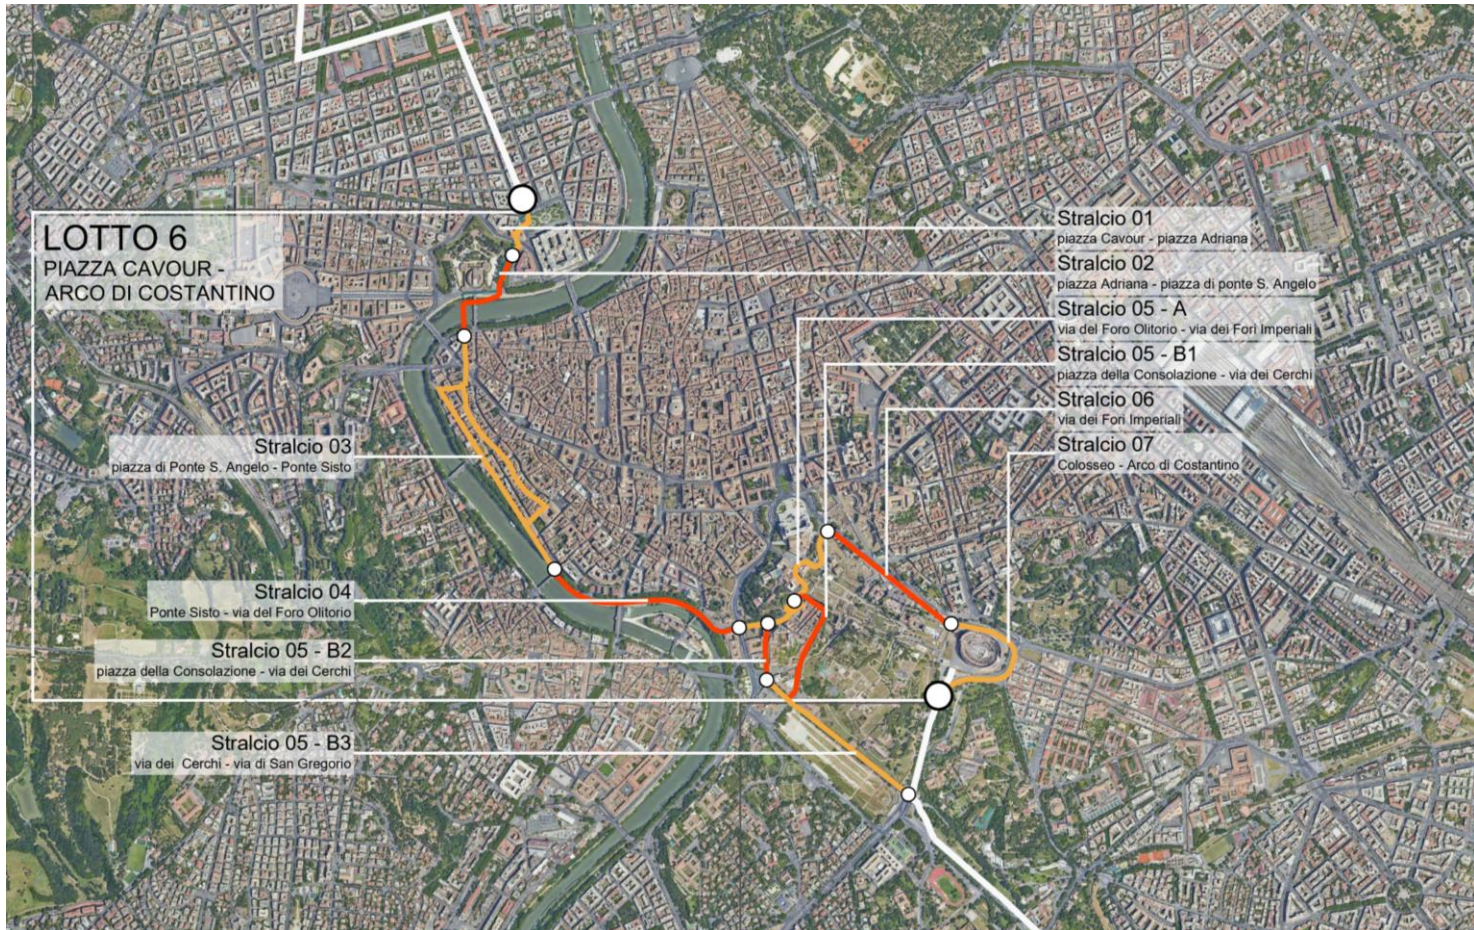 LOTTO 6
PIAZZA CAVOUR -
ARCO DI COSTANTINO
Stralcio 01
piazza Cavour - piazza Adriana
Stralcio 02
piazza Adriana - piazza di ponte S. Angelo
Stralcio 05 - A
via del Foro Olitorio - via dei Fori Imperiali
Stralcio 05 - B1
piazza della Consolazione - via dei Cerchi
Stralcio 06
via dei Fori Imperiali
Stralcio 07
Colosseo - Arco di Costantino
Stralcio 03
piazza di Ponte S. Angelo - Ponte Sisto
Stralcio 04
Ponte Sisto - via del Foro Olitorio
Stralcio 05 - B2
piazza della Consolazione - via dei Cerchi
Stralcio 05 - B3
via dei Cerchi - via di San Gregorio